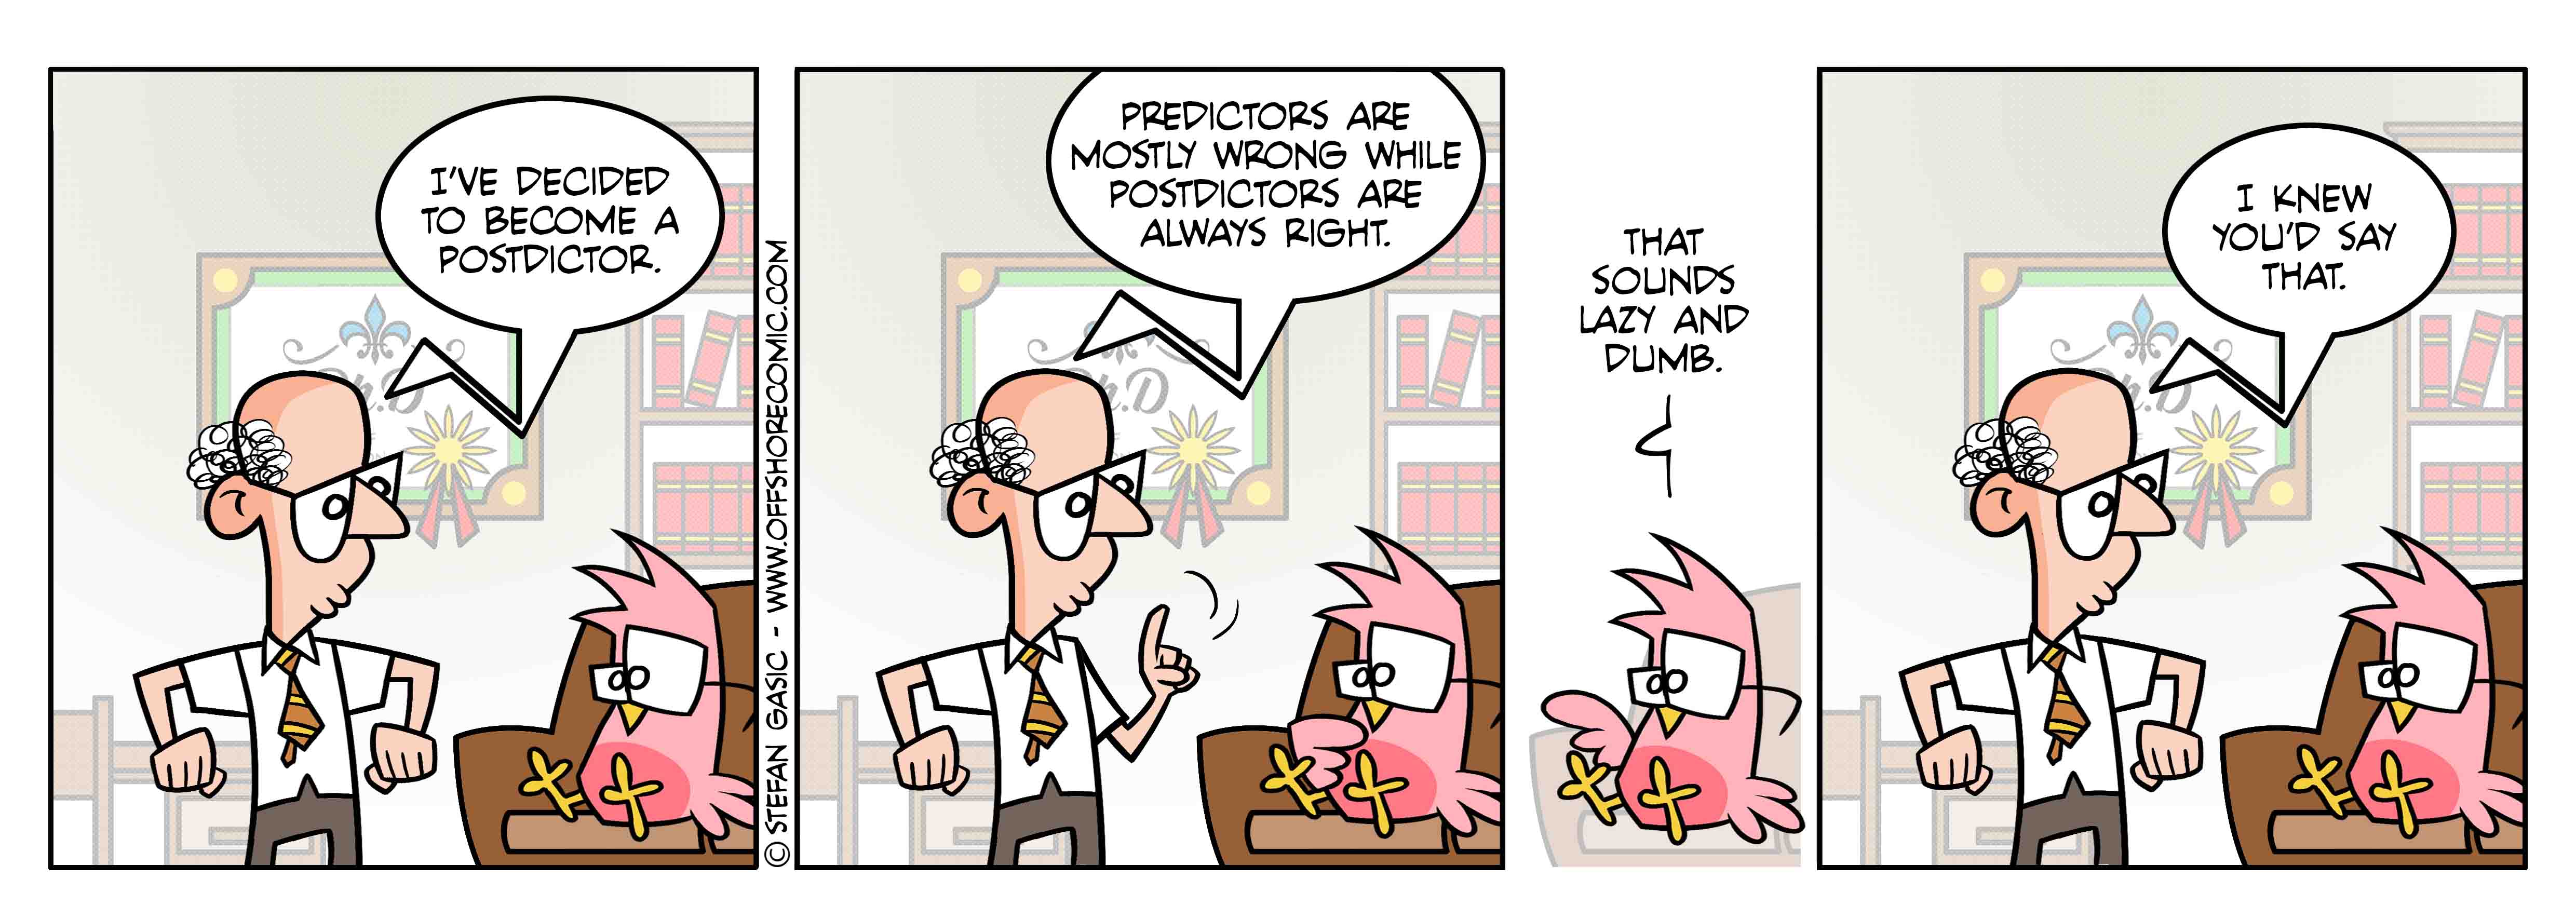 I'VE DECIDED
TO BECOME A
POSTDICTOR.
Ph.D
© STEFAN GASIC - WWW.OFFSHORECOMIC.COM
PREDICTORS ARE
MOSTLY WRONG WHILE
POSTDICTORS ARE
ALWAYS RIGHT.
h.D
THAT
SOUNDS
LAZY AND
DUMB.
I KNEW
YOU'D SAY
THAT.
h.D